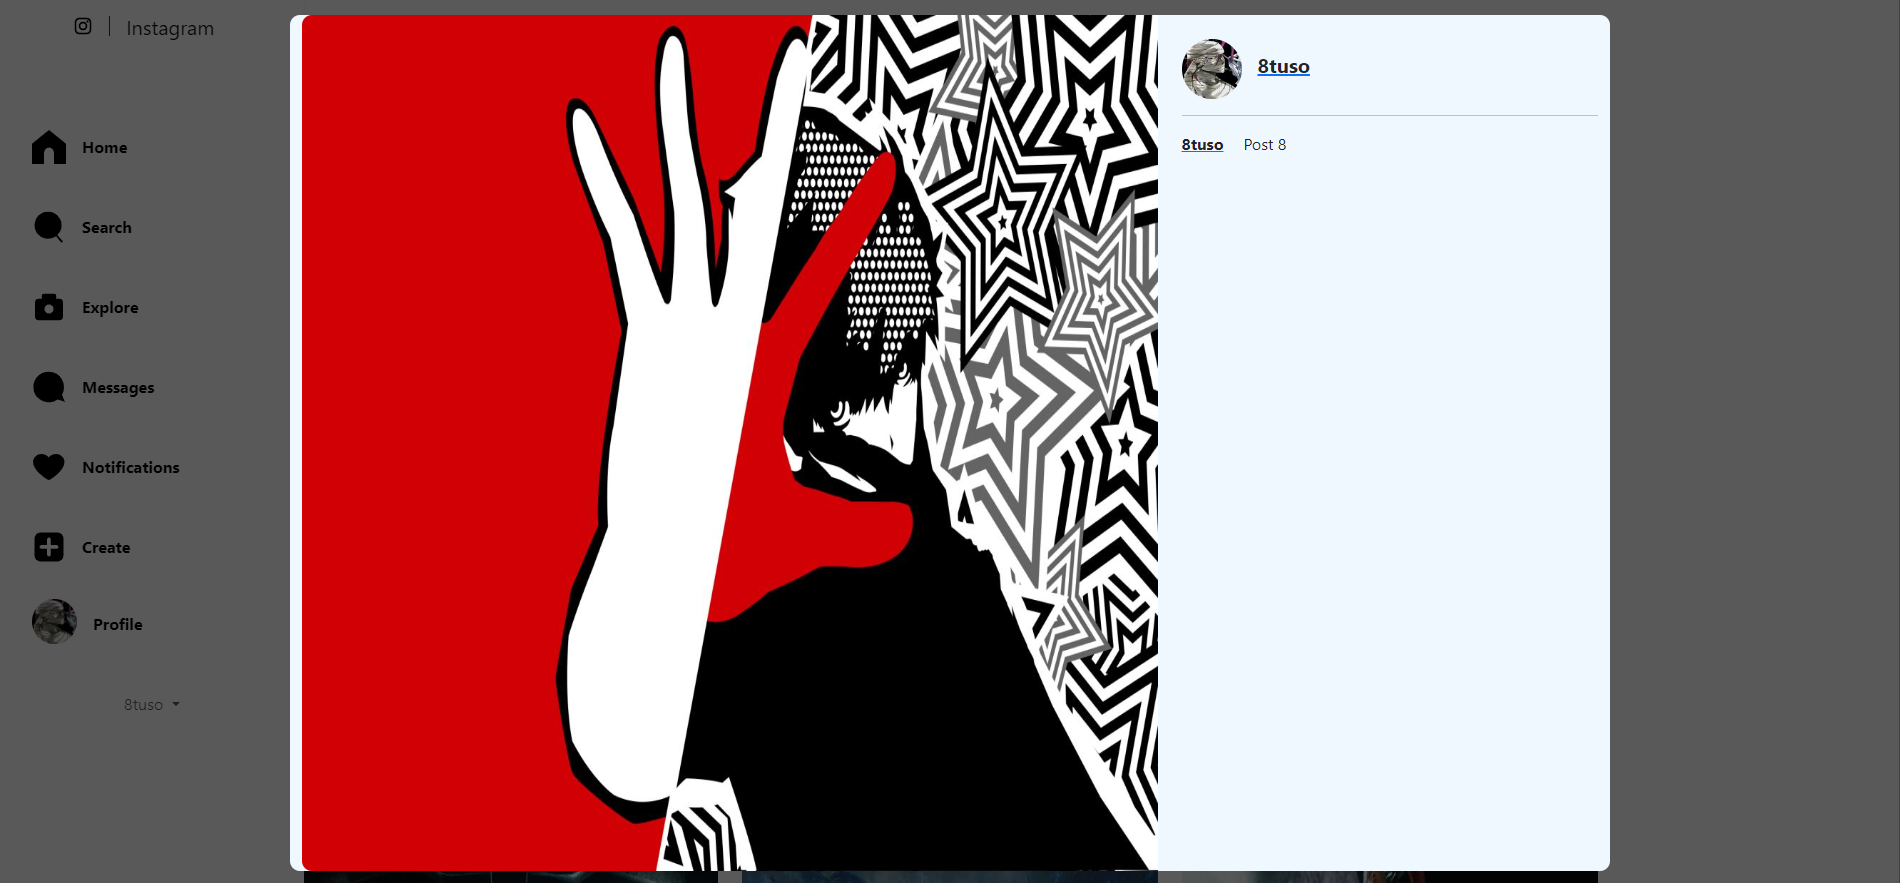 Instagram
Home
Search
Explore
Messages
Notifications
Create
Profile
8tuso
8tuso
8tuso Post 8